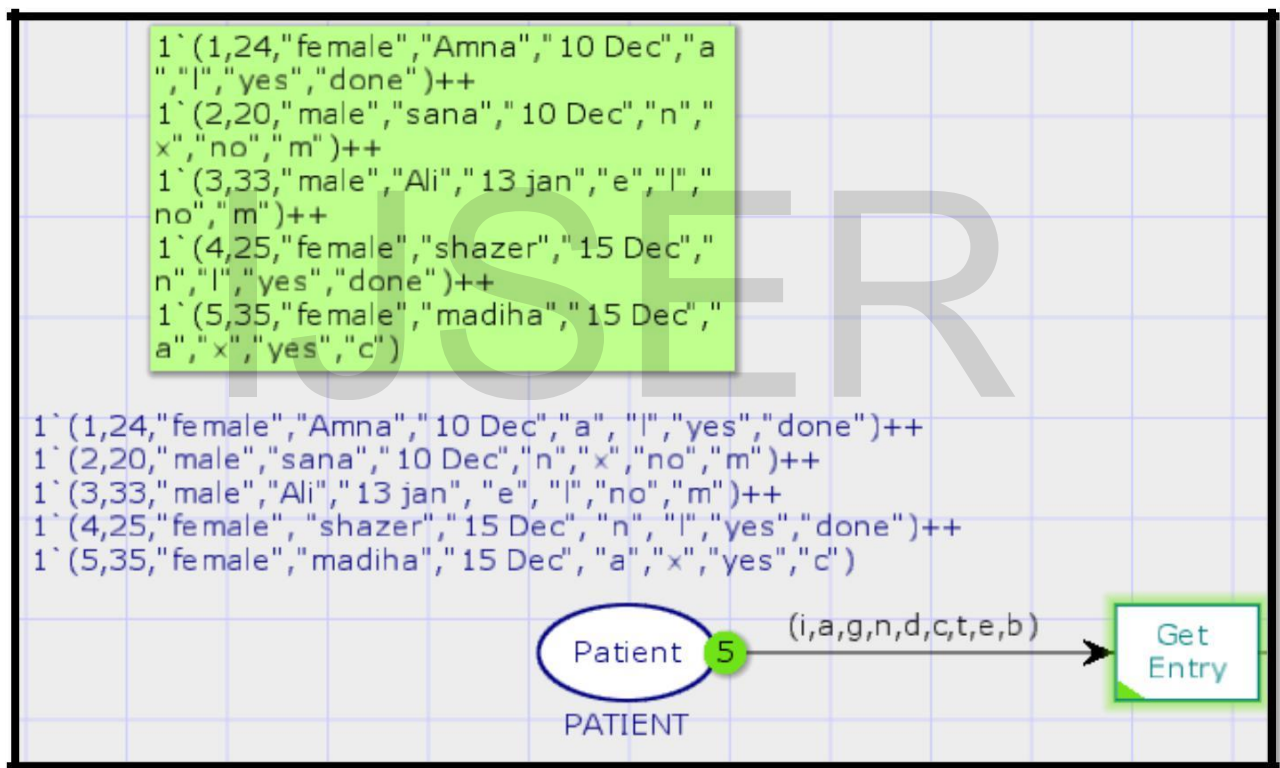 1`(1,24,"female","Amna","10 Dec","a
","l","yes","done")++
1`(2,20,"male","sana","10 Dec","n","
x","no","m")++
1`(3,33,"male","Ali","13 jan","e","l","
no","m")++
1`(4,25,"female","shazer","15 Dec","
n","l","yes","done")++
1`(5,35,"female","madiha","15 Dec","
a","x","yes","c")
IJSER
1`(1,24,"female","Amna","10 Dec","a", "l","yes","done")++
1`(2,20,"male","sana","10 Dec","n","x","no","m")++
1`(3,33,"male","Ali","13 jan", "e", "l","no","m")++
1`(4,25,"female", "shazer","15 Dec", "n", "l","yes","done")++
1`(5,35,"female","madiha","15 Dec", "a","x","yes","c")
(i,a,g,n,d,c,t,e,b)
Patient
5
Get
Entry
PATIENT